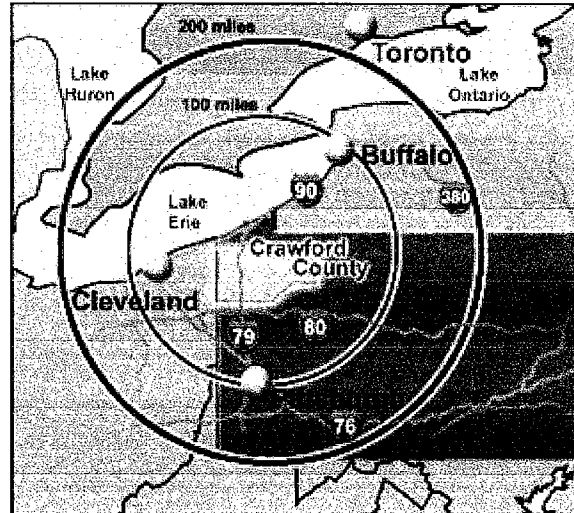 200 miles
Toronto
Lake
Huron
Lake
Ontario
100 miles
Buffalo
90
380
Lake
Erie
Crawford
County
Cleveland
79
80
76